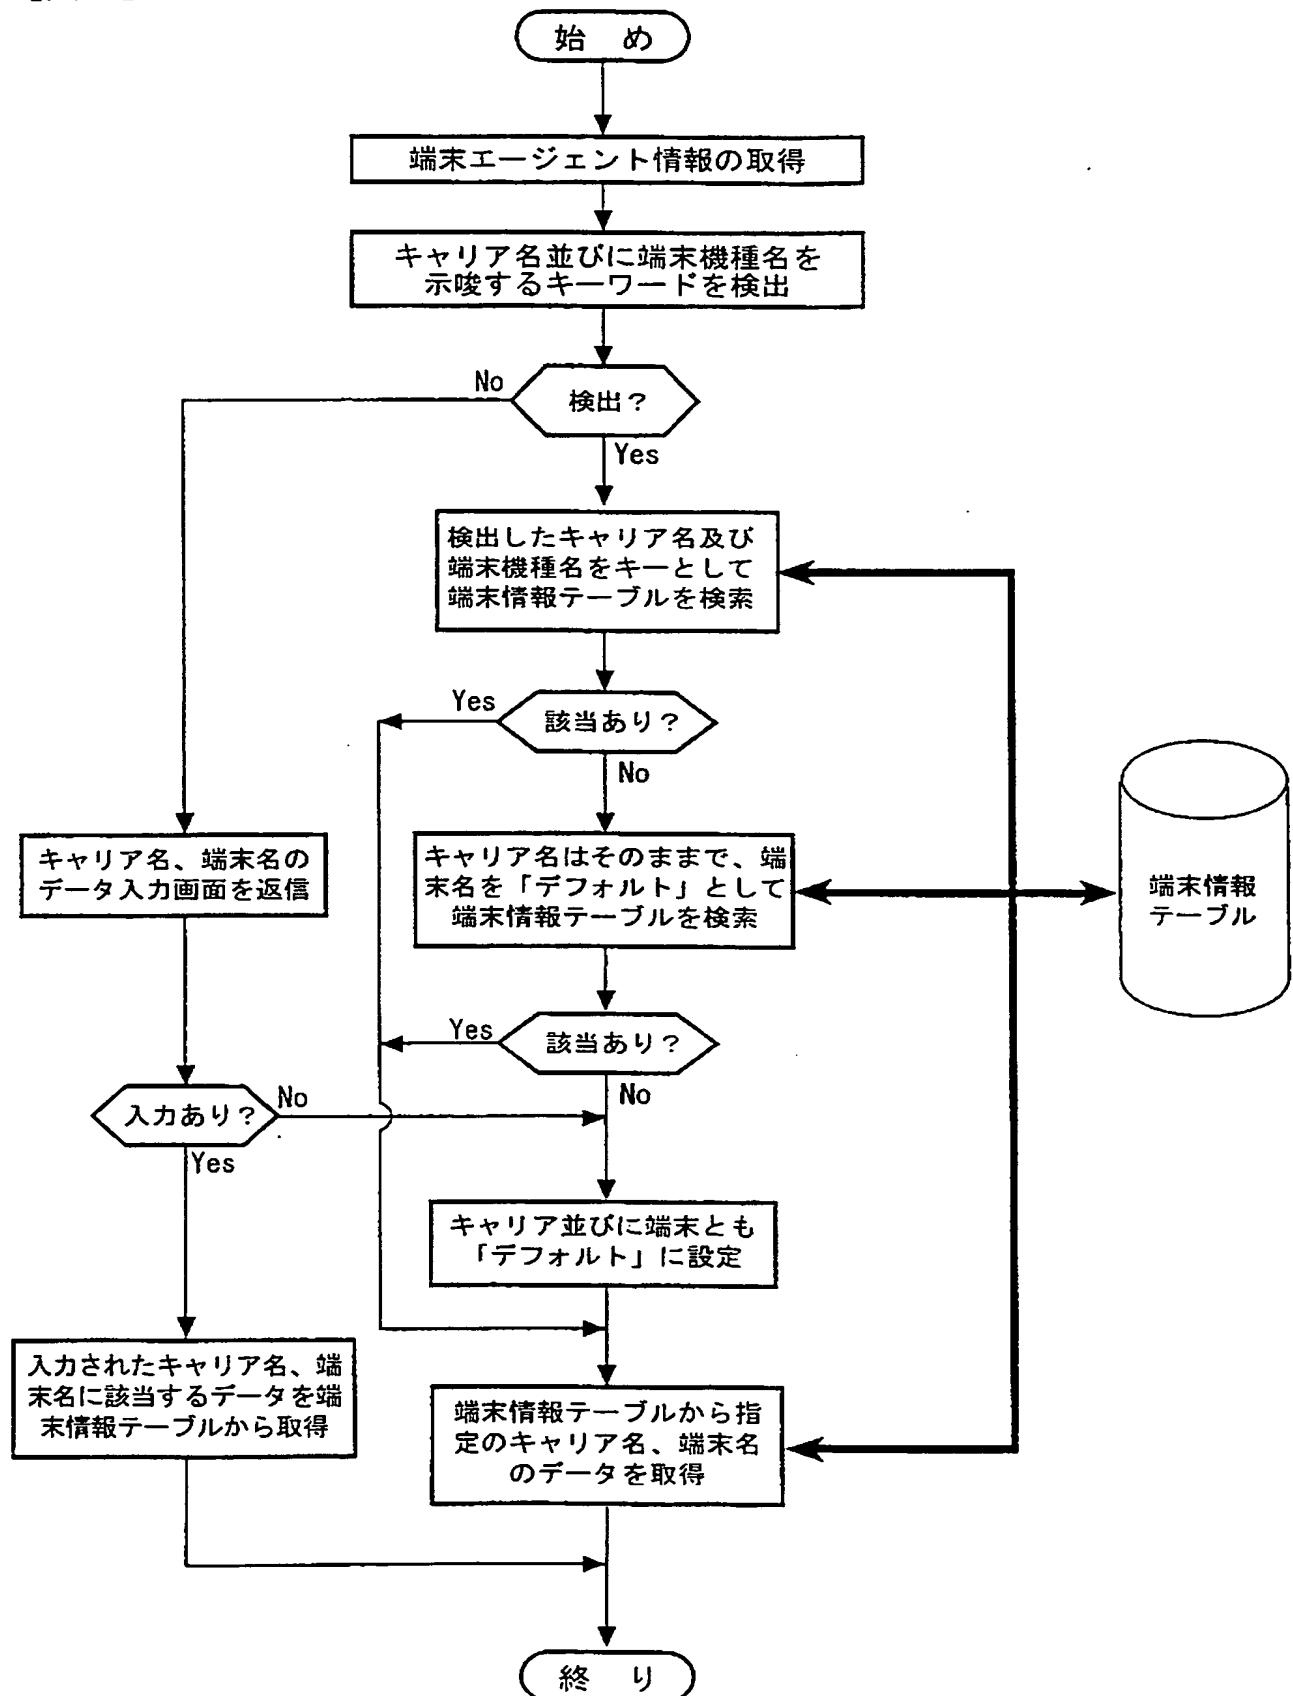 始 め
端末エージェント情報の取得
キャリア名並びに端末機種名を
示唆するキーワードを検出
No
検出？
Yes
検出したキャリア名及び
端末機種名をキーとして
端末情報テーブルを検索
Yes
該当あり？
No
キャリア名、端末名の
データ入力画面を返信
キャリア名はそのままで、端
末名を「デフォルト」として
端末情報テーブルを検索
端末情報
テーブル
Yes
該当あり？
No
入力あり？
No
Yes
キャリア並びに端末とも
「デフォルト」に設定
入力されたキャリア名、端
末名に該当するデータを端
末情報テーブルから取得
端末情報テーブルから指
定のキャリア名、端末名
のデータを取得
終 り